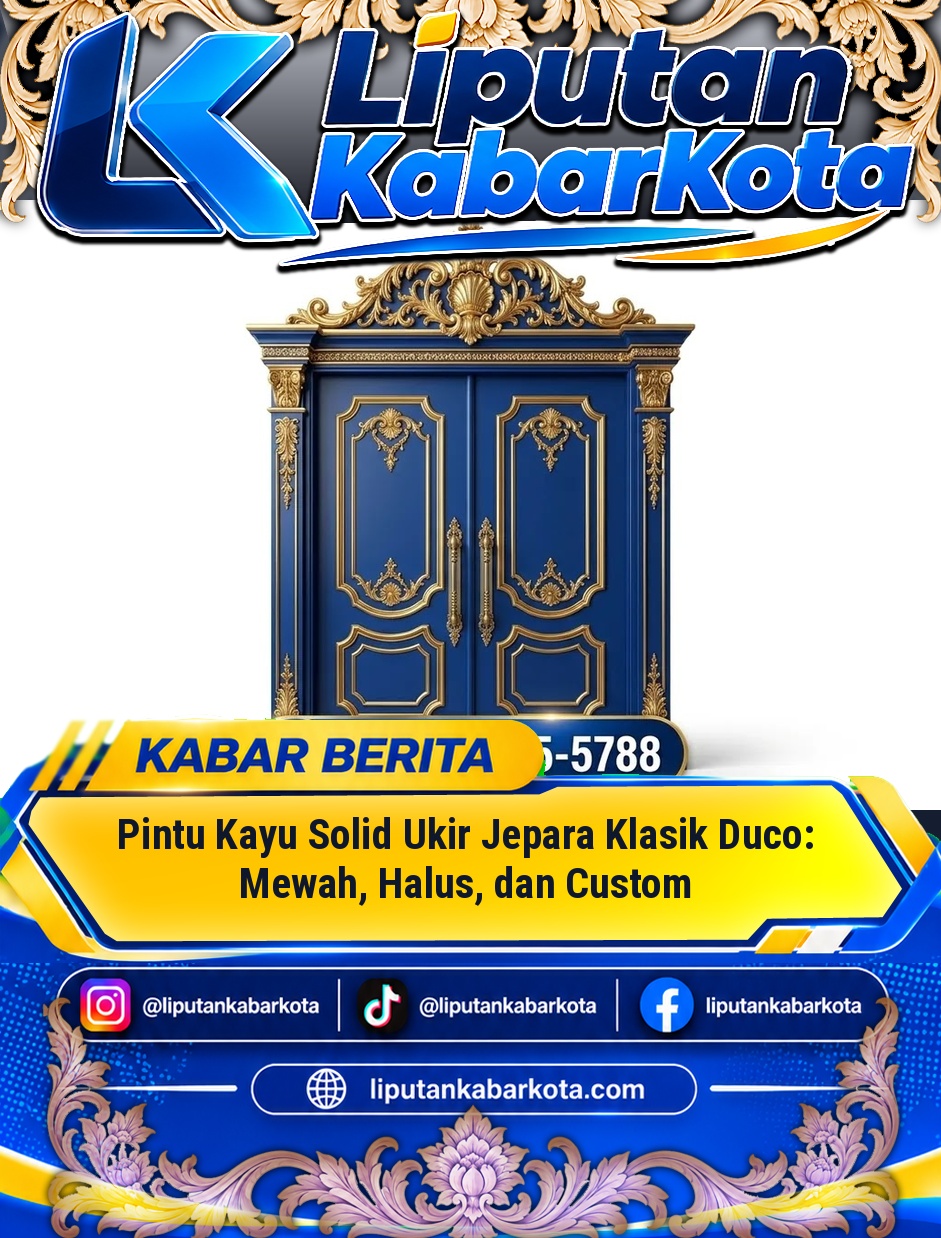 LK
Liputan
KabarKota
5-5788
KABAR BERITA
Pintu Kayu Solid Ukir Jepara Klasik Duco:
Mewah, Halus, dan Custom
@liputankabarkota
@liputankabarkota
liputankabarkota
liputankabarkota.com